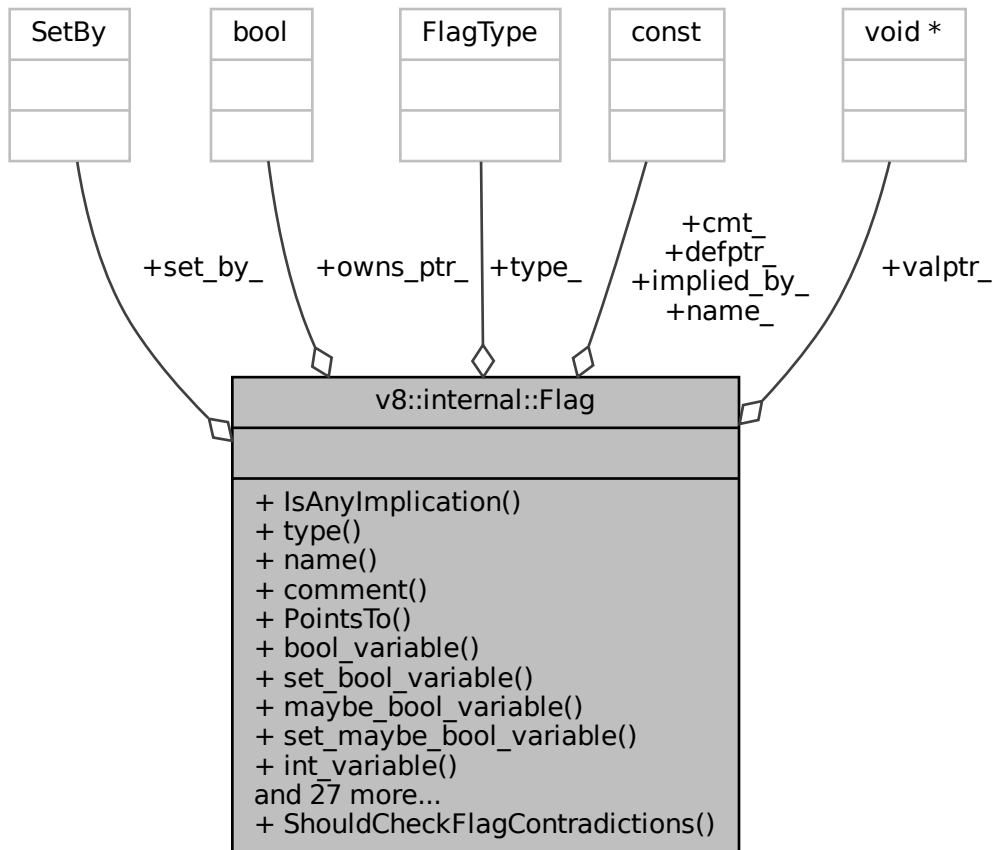 SetBy
bool
FlagType
const
void *
+set_by_
+owns_ptr_
+type_
+cmt_
+defptr_
+implied_by_
+name_
+valptr_
v8::internal::Flag
+ IsAnyImplication()
+ type()
+ name()
+ comment()
+ PointsTo()
+ bool_variable()
+ set_bool_variable()
+ maybe_bool_variable()
+ set_maybe_bool_variable()
+ int_variable()
and 27 more...
+ ShouldCheckFlagContradictions()